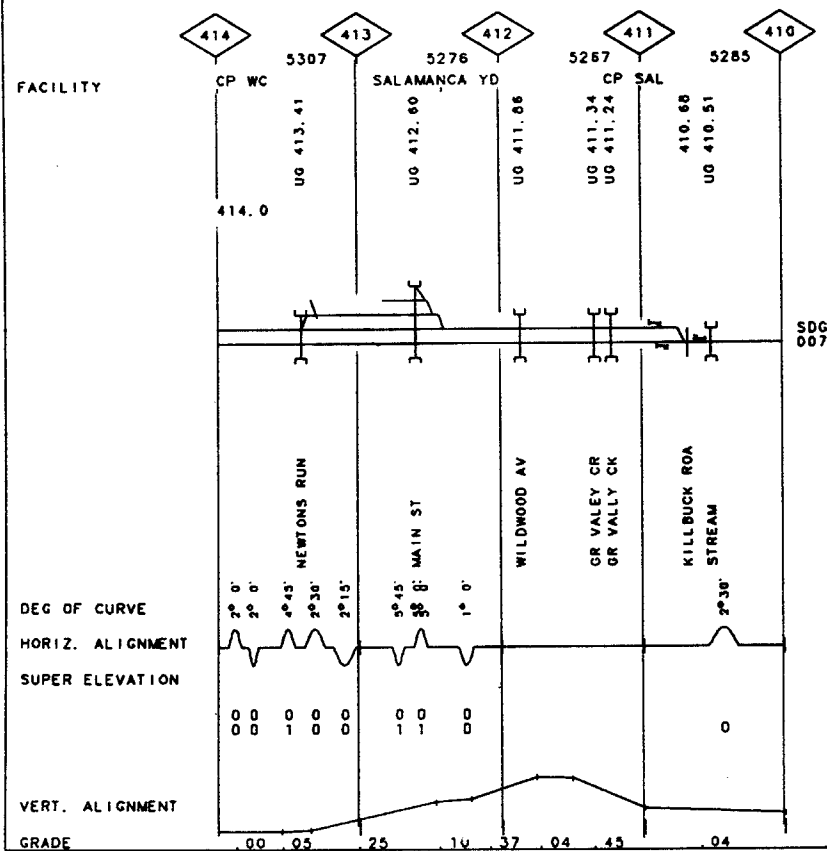 414 413 412 411 410
5307 5276 5267 5285
FACILITY CP WC SALAMANCA YD CP SAL
UG 413.41
UG 412.60
UG 411.86
UG 411.34
UG 411.24
410.68
UG 410.51
414.0
SDG
007
NEWTONS RUN
MAIN ST
WILDWOOD AV
GR VALEY CR
GR VALLY CK
KILLBUCK ROA
STREAM
DEG OF CURVE 2° 0' 2° 0' 4°45' 2°30' 2°15' 5°45' 1° 0' 2°30'
HORIZ. ALIGNMENT
SUPER ELEVATION
0 0 0 0 0 0 0 0 0
0 0 1 0 0 1 1 0
VERT. ALIGNMENT
GRADE .00 .05 .25 .10 .37 .04 .45 .04